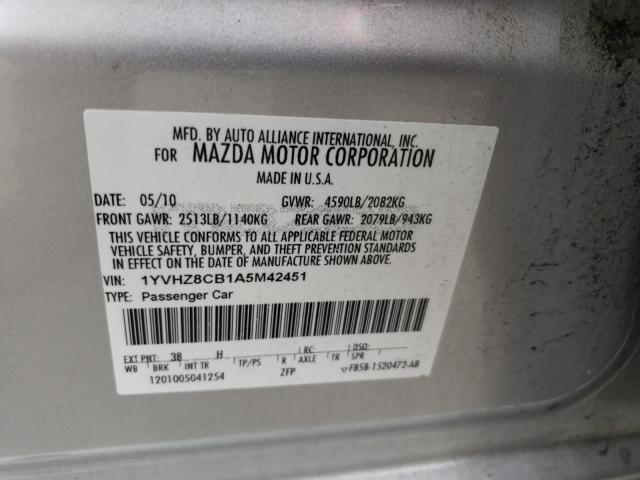 MFD. BY AUTO ALLIANCE INTERNATIONAL, INC.
FOR MAZDA MOTOR CORPORATION
MADE IN U.S.A.
DATE: 05/10 GVWR: 4590LB/2082KG
FRONT GAWR: 2513LB/1140KG REAR GAWR: 2079LB/943KG
THIS VEHICLE CONFORMS TO ALL APPLICABLE FEDERAL MOTOR
VEHICLE SAFETY, BUMPER, AND THEFT PREVENTION STANDARDS
IN EFFECT ON THE DATE OF MANUFACTURE SHOWN ABOVE.
VIN: 1YVHZ8CB1A5M42451
TYPE: Passenger Car
EXT PNT: 38 H RC: DSO:
WB BRK INT TR TP/PS R AXLE TR SPR
1201005041254 ZFP F85B-1520472-AB